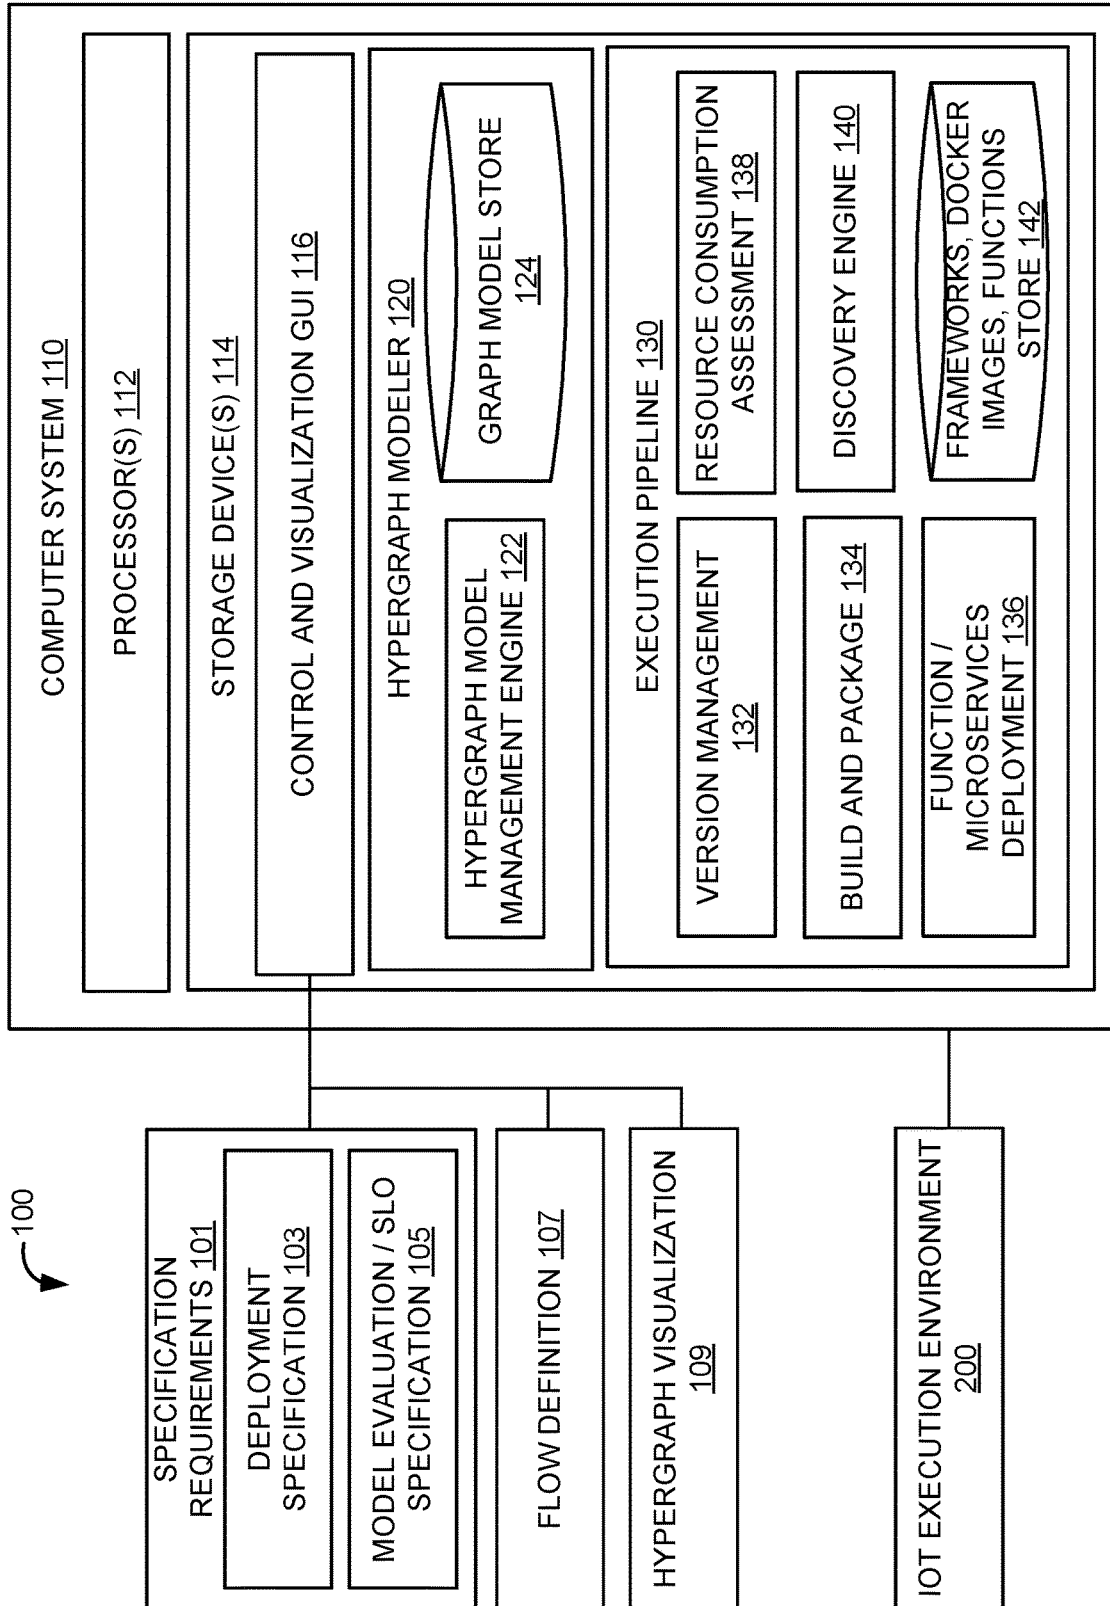 100
SPECIFICATION
REQUIREMENTS 101
DEPLOYMENT
SPECIFICATION 103
MODEL EVALUATION / SLO
SPECIFICATION 105
FLOW DEFINITION 107
HYPERGRAPH VISUALIZATION
109
IOT EXECUTION ENVIRONMENT
200
COMPUTER SYSTEM 110
PROCESSOR(S) 112
STORAGE DEVICE(S) 114
CONTROL AND VISUALIZATION GUI 116
HYPERGRAPH MODELER 120
HYPERGRAPH MODEL
MANAGEMENT ENGINE 122
GRAPH MODEL STORE
124
EXECUTION PIPELINE 130
VERSION MANAGEMENT
132
BUILD AND PACKAGE 134
FUNCTION /
MICROSERVICES
DEPLOYMENT 136
RESOURCE CONSUMPTION
ASSESSMENT 138
DISCOVERY ENGINE 140
FRAMEWORKS, DOCKER
IMAGES, FUNCTIONS
STORE 142